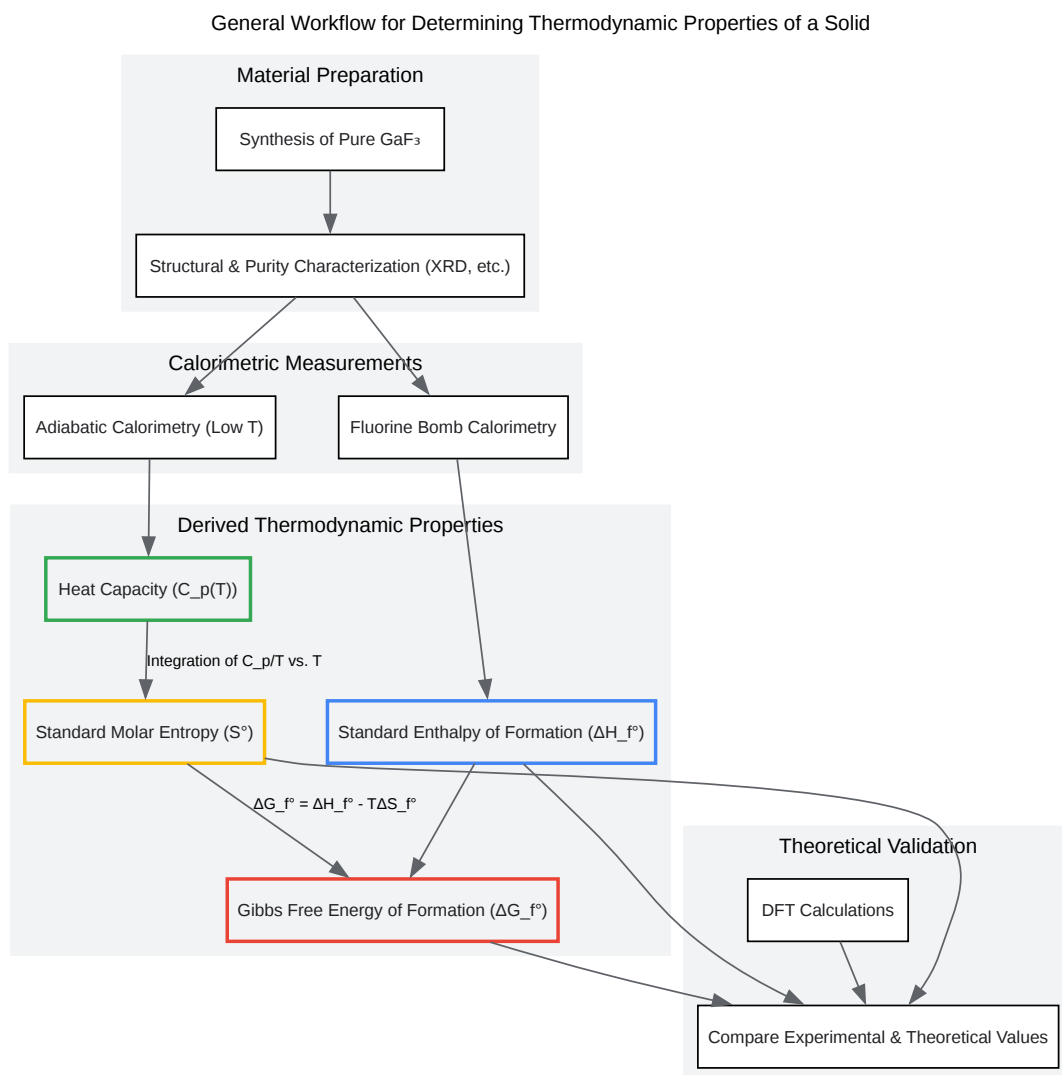 General Workflow for Determining Thermodynamic Properties of a Solid
Material Preparation
Synthesis of Pure GaF₃
Structural & Purity Characterization (XRD, etc.)
Calorimetric Measurements
Adiabatic Calorimetry (Low T)
Fluorine Bomb Calorimetry
Derived Thermodynamic Properties
Heat Capacity (C_p(T))
Integration of C_p/T vs. T
Standard Molar Entropy (S°)
Standard Enthalpy of Formation (ΔH_f°)
ΔG_f° = ΔH_f° - TΔS_f°
Gibbs Free Energy of Formation (ΔG_f°)
Theoretical Validation
DFT Calculations
Compare Experimental & Theoretical Values